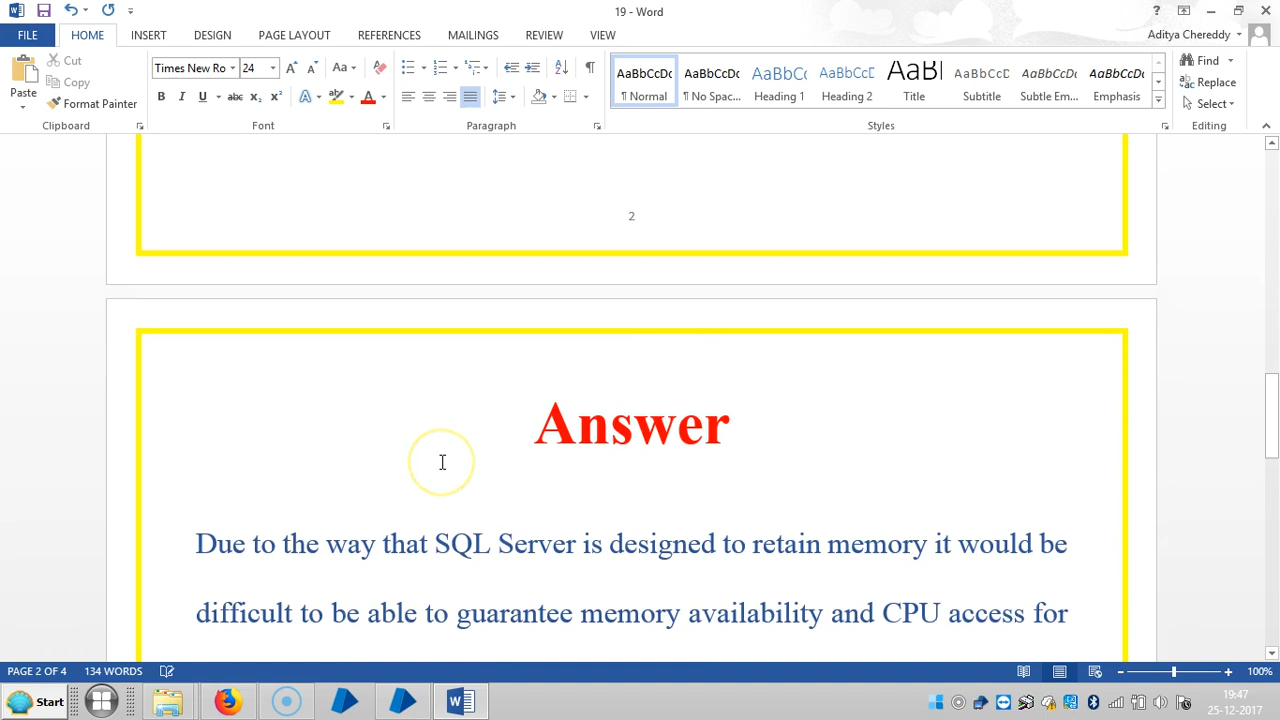 19 - Word
Aditya Chereddy
FILE HOME INSERT DESIGN PAGE LAYOUT REFERENCES MAILINGS REVIEW VIEW
Cut
Copy
Format Painter
Paste
Clipboard
Times New Ro 24
Font
Paragraph
AaBbCcDc AaBbCcDc AaBbCc AaBbCcD AaBl AaBbCcD AaBbCcDc AaBbCcDc
¶ Normal ¶ No Spac... Heading 1 Heading 2 Title Subtitle Subtle Em... Emphasis
Styles
Find
Replace
Select
Editing
2
Answer
Due to the way that SQL Server is designed to retain memory it would be
difficult to be able to guarantee memory availability and CPU access for
PAGE 2 OF 4 134 WORDS
100%
Start
19:47
25-12-2017